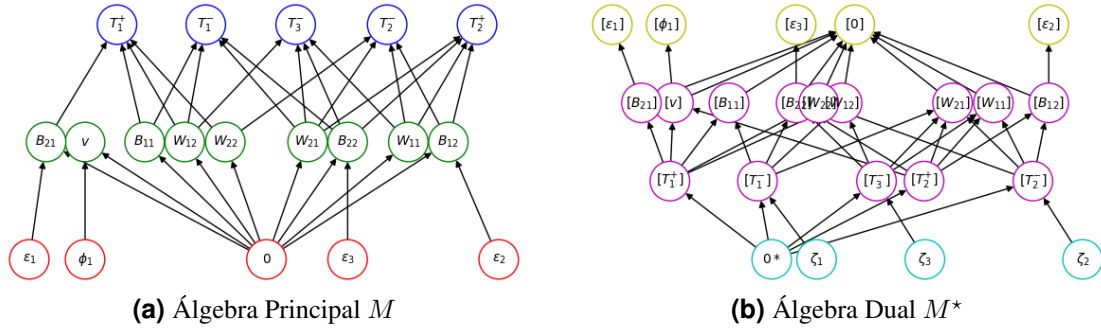 T₁⁺ T₁⁻ T₃⁻ T₂⁻ T₂⁺
B₂₁ v B₁₁ W₁₂ W₂₂ W₂₁ B₂₂ W₁₁ B₁₂
ε₁ ϕ₁ 0 ε₃ ε₂
(a) Álgebra Principal M
[ε₁] [ϕ₁] [ε₃] [0] [ε₂]
[B₂₁] [v] [B₁₁] [B₂₂] [W₂₂] [W₁₂] [W₂₁] [W₁₁] [B₁₂]
[T₁⁺] [T₁⁻] [T₃⁻] [T₂⁺] [T₂⁻]
0* ζ₁ ζ₃ ζ₂
(b) Álgebra Dual M⋆